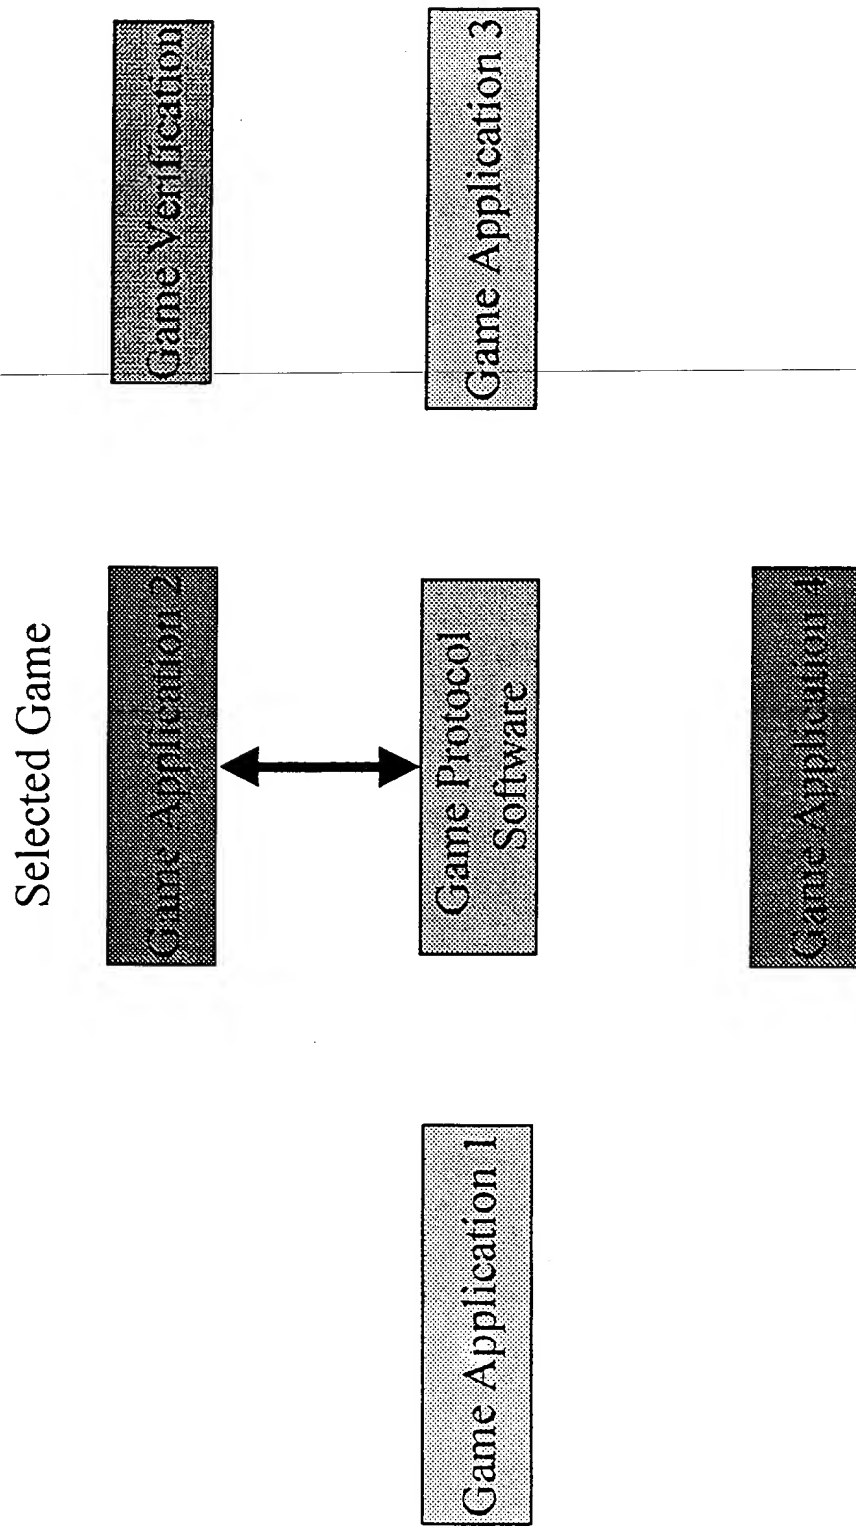 Selected Game
Game Application 2
Game Verification
Game Application 1
Game Protocol
Software
Game Application 3
Game Application 4